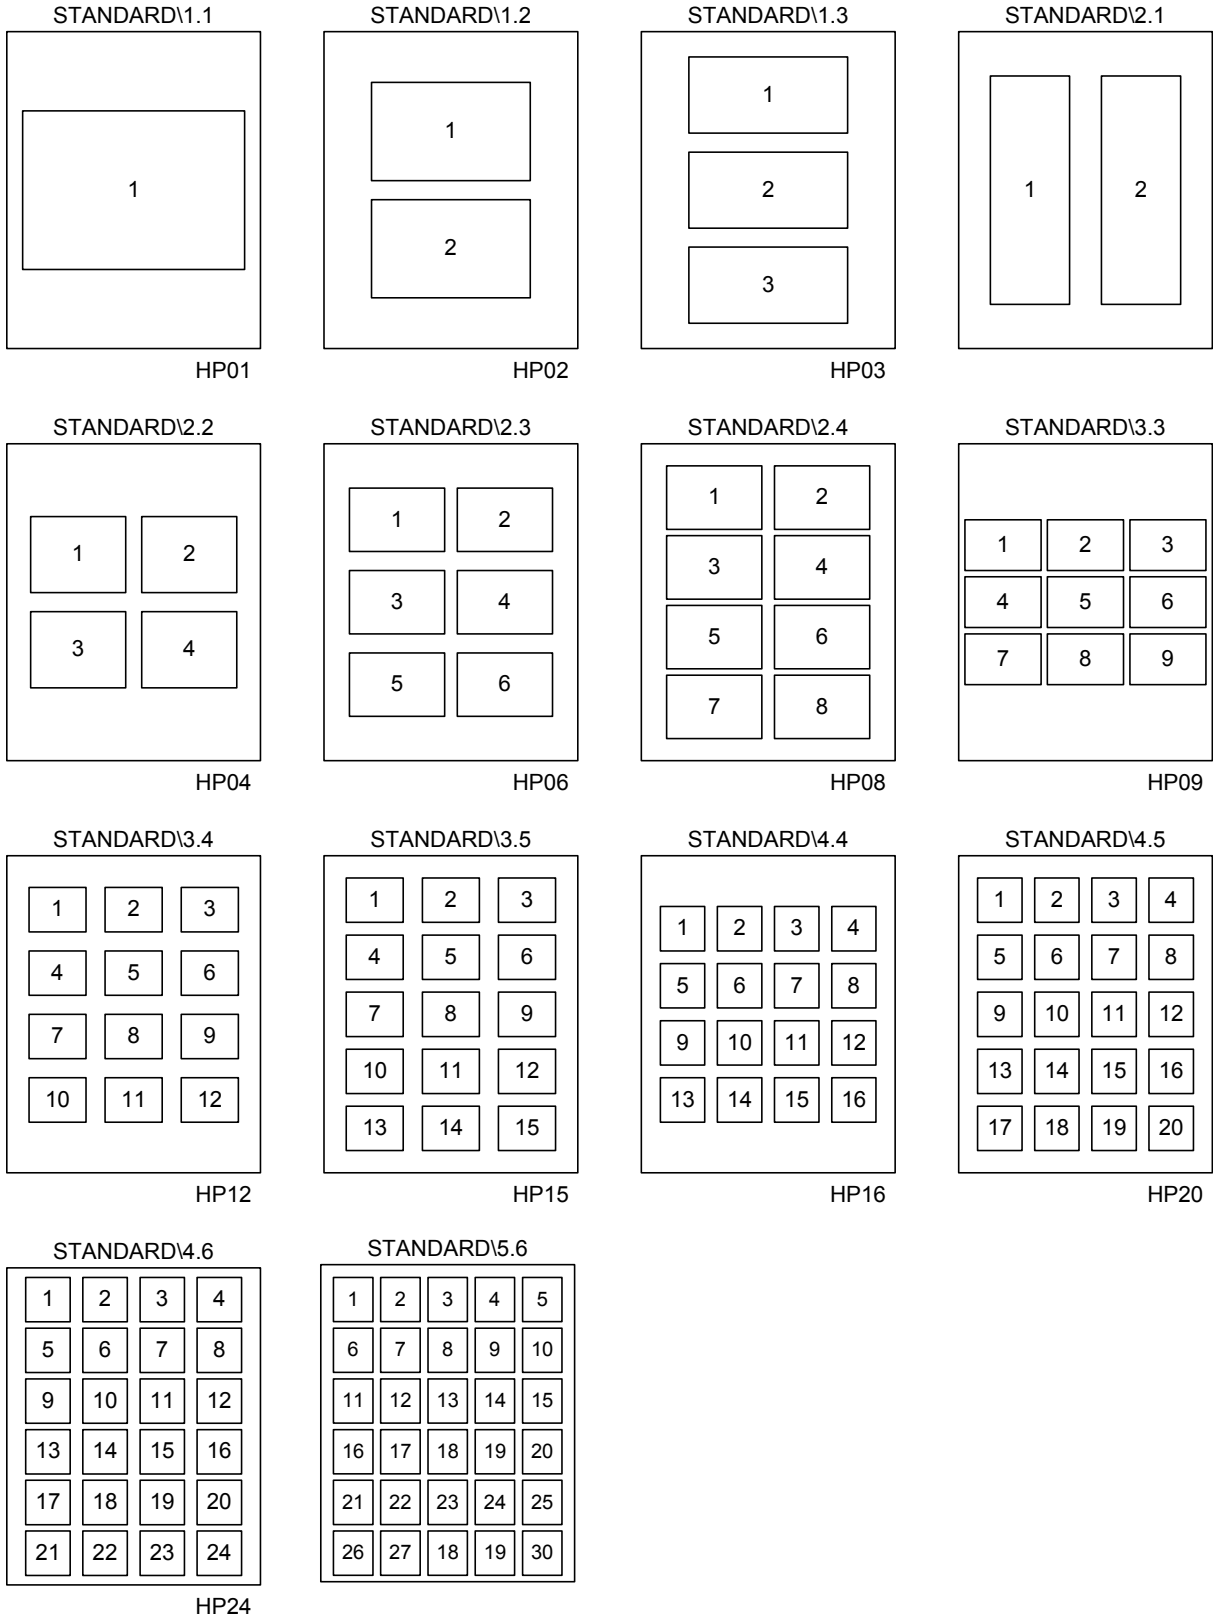 STANDARD\1.1 STANDARD\1.2 STANDARD\1.3 STANDARD\2.1
1
1
2
1
2
3
1 2
HP01 HP02 HP03
STANDARD\2.2 STANDARD\2.3 STANDARD\2.4 STANDARD\3.3
1 2
3 4
1 2
3 4
5 6
1 2
3 4
5 6
7 8
1 2 3
4 5 6
7 8 9
HP04 HP06 HP08 HP09
STANDARD\3.4 STANDARD\3.5 STANDARD\4.4 STANDARD\4.5
1 2 3
4 5 6
7 8 9
10 11 12
1 2 3
4 5 6
7 8 9
10 11 12
13 14 15
1 2 3 4
5 6 7 8
9 10 11 12
13 14 15 16
1 2 3 4
5 6 7 8
9 10 11 12
13 14 15 16
17 18 19 20
HP12 HP15 HP16 HP20
STANDARD\4.6 STANDARD\5.6
1 2 3 4
5 6 7 8
9 10 11 12
13 14 15 16
17 18 19 20
21 22 23 24
1 2 3 4 5
6 7 8 9 10
11 12 13 14 15
16 17 18 19 20
21 22 23 24 25
26 27 18 19 30
HP24